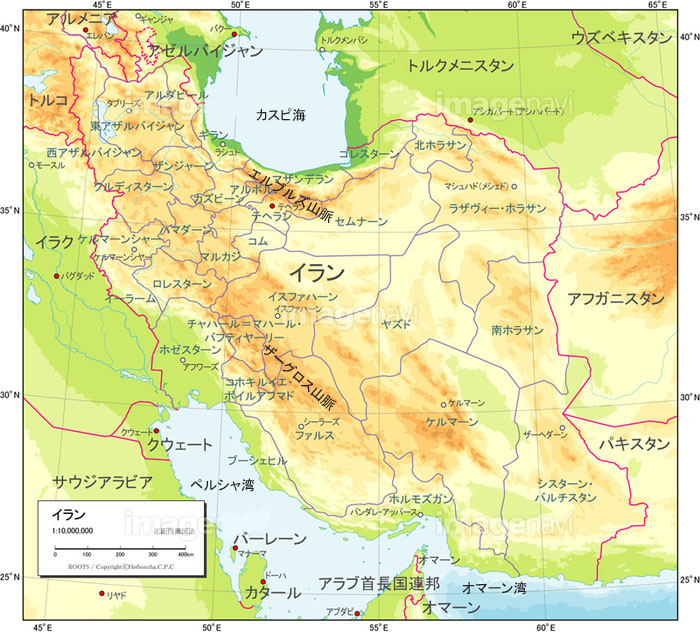 45°E
50°E
55°E
60°E
65°E
40°N
40°N
アルメニア
ギャンジャ
エレバン
バクー
アゼルバイジャン
トルクメンバシ
ウズベキスタン
トルクメニスタン
トルコ
タブリーズ
アルダビール
カスピ海
アシガバート(アシハバート)
東アザルバイジャン
ギラン
ラシュト
ゴレスターン
北ホラサン
西アザルバイジャン
モースル
ザンジャーン
マザンデラン
エルブルス山脈
マシュハド(メシェド)
クルディスターン
カズビーン
アルボルズ
テヘラン
テヘラン
ラザヴィー・ホラサン
35°N
35°N
セムナーン
イラク
ケルマーンシャー
ケルマーンシャー
ハマダーン
コム
バグダッド
マルカジ
イラン
ロレスターン
イーラーム
イスファハーン
イスファハーン
アフガニスタン
チャハール=マハール・
バフティヤーリー
ヤズド
南ホラサン
ホゼスターン
アフワーズ
ザーグロス山脈
コホキルイエ・
ボイルアフマド
30°N
30°N
ケルマーン
ケルマーン
シーラーズ
ファルス
ザーヘダーン
パキスタン
クウェート
クウェート
ブーシェヒル
サウジアラビア
ペルシャ湾
システーン・
バルチスタン
ホルモズガン
バンダレ・アッバース
イラン
1:10,000,000
正距円錐図法
0
100
200
300
400km
ROOTS / Copyright©Heibonsha.C.P.C
バーレーン
マナーマ
オマーン
ドーハ
カタール
アラブ首長国連邦
オマーン湾
25°N
25°N
リヤド
アブダビ
オマーン
45°E
50°E
55°E
60°E
imagenavi
imagenavi
imagenavi
imagenavi
imagenavi